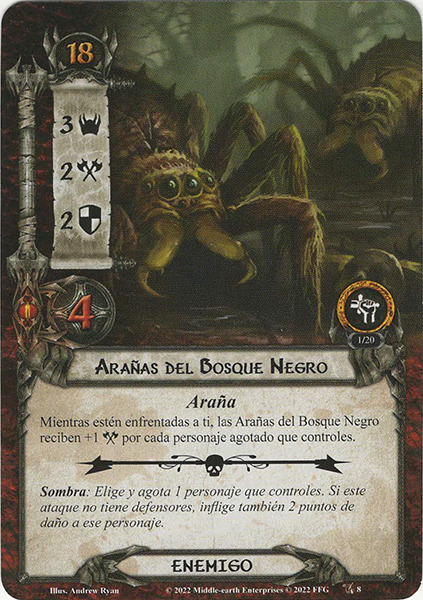 18
3
2
2
4
1/20
Arañas del Bosque Negro
Araña
Mientras estén enfrentadas a ti, las Arañas del Bosque Negro
reciben +1 por cada personaje agotado que controles.
Sombra: Elige y agota 1 personaje que controles. Si este
ataque no tiene defensores, inflige también 2 puntos de
daño a ese personaje.
ENEMIGO
Illus. Andrew Ryan © 2022 Middle-earth Enterprises © 2022 FFG 8